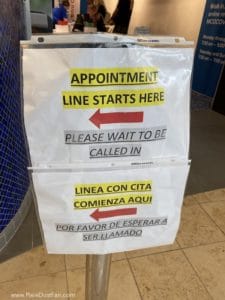 APPOINTMENT
LINE STARTS HERE
PLEASE WAIT TO BE
CALLED IN
LINEA CON CITA
COMIENZA AQUI
POR FAVOR DE ESPERAR A
SER LLAMADO